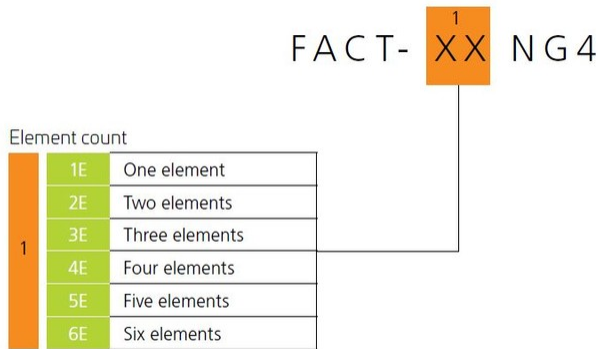 1
FACT- XX NG4
Element count
1
1E One element
2E Two elements
3E Three elements
4E Four elements
5E Five elements
6E Six elements